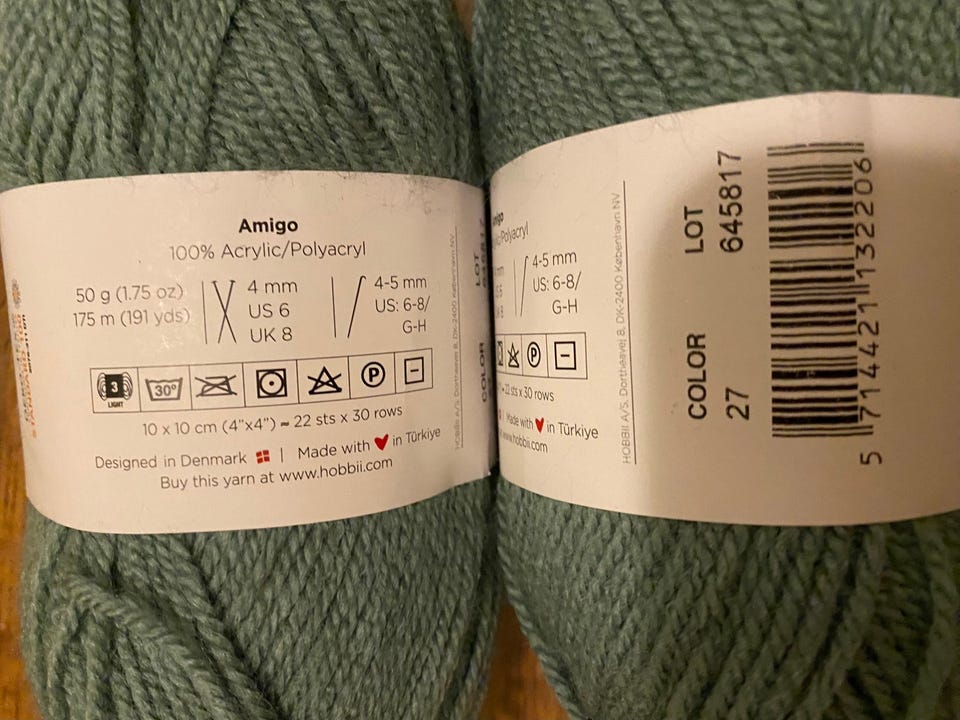 Amigo
100% Acrylic/Polyacryl
50 g (1.75 oz)
175 m (191 yds)
4 mm
US 6
UK 8
4-5 mm
US: 6-8/
G-H
3
LIGHT
30°
P
10 x 10 cm (4"x4") ≈ 22 sts x 30 rows
Designed in Denmark | Made with ❤ in Türkiye
Buy this yarn at www.hobbii.com
HOBBII A/S, Dortheavej 8, DK-2400 København NV
COLOR
LOT
/Polyacryl
4-5 mm
US: 6-8/
G-H
P
22 sts x 30 rows
Made with ❤ in Türkiye
www.hobbii.com
HOBBII A/S, Dortheavej 8, DK-2400 København NV
COLOR
27
LOT
645817
5 714421 132206